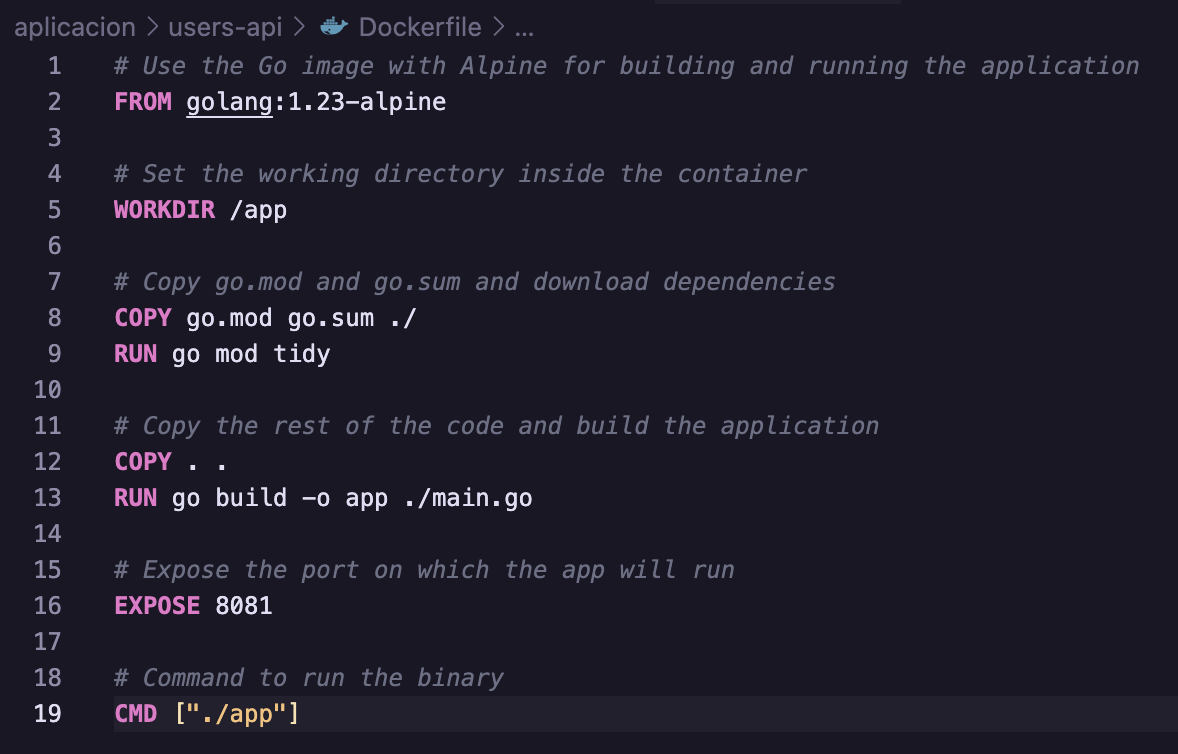 aplicacion > users-api > Dockerfile > ...
1 # Use the Go image with Alpine for building and running the application
2 FROM golang:1.23-alpine
3
4 # Set the working directory inside the container
5 WORKDIR /app
6
7 # Copy go.mod and go.sum and download dependencies
8 COPY go.mod go.sum ./
9 RUN go mod tidy
10
11 # Copy the rest of the code and build the application
12 COPY . .
13 RUN go build -o app ./main.go
14
15 # Expose the port on which the app will run
16 EXPOSE 8081
17
18 # Command to run the binary
19 CMD ["./app"]